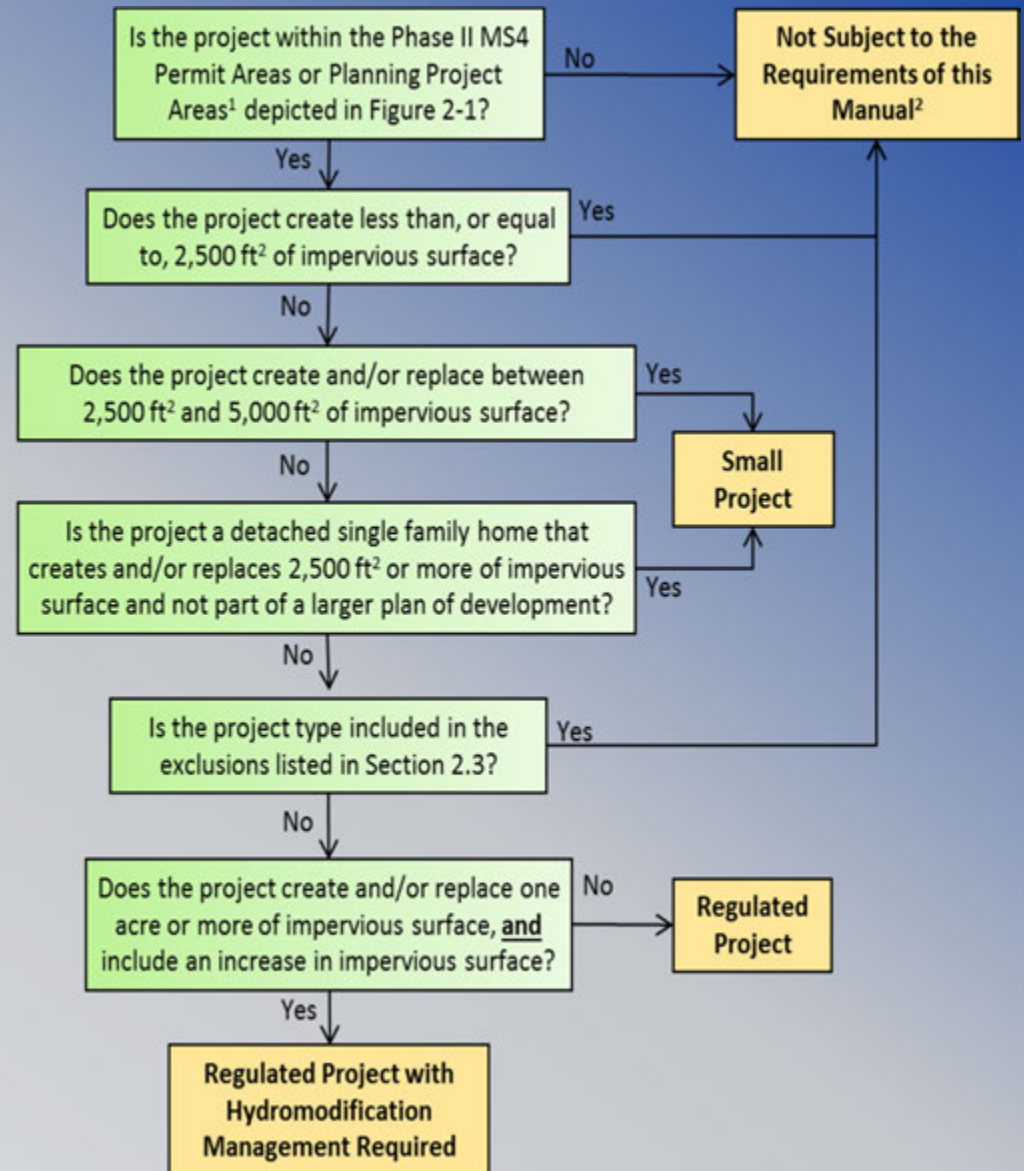 Is the project within the Phase II MS4
Permit Areas or Planning Project
Areas¹ depicted in Figure 2-1?
No
Not Subject to the
Requirements of this
Manual²
Yes
Does the project create less than, or equal
to, 2,500 ft² of impervious surface?
Yes
No
Does the project create and/or replace between
2,500 ft² and 5,000 ft² of impervious surface?
Yes
Small
Project
No
Is the project a detached single family home that
creates and/or replaces 2,500 ft² or more of impervious
surface and not part of a larger plan of development?
Yes
No
Is the project type included in the
exclusions listed in Section 2.3?
Yes
No
Does the project create and/or replace one
acre or more of impervious surface, and
include an increase in impervious surface?
No
Regulated
Project
Yes
Regulated Project with
Hydromodification
Management Required